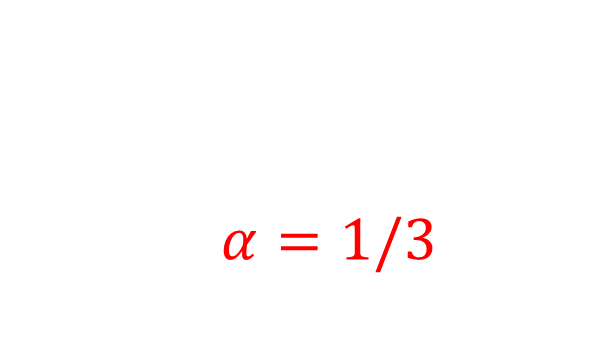 α = 1/3